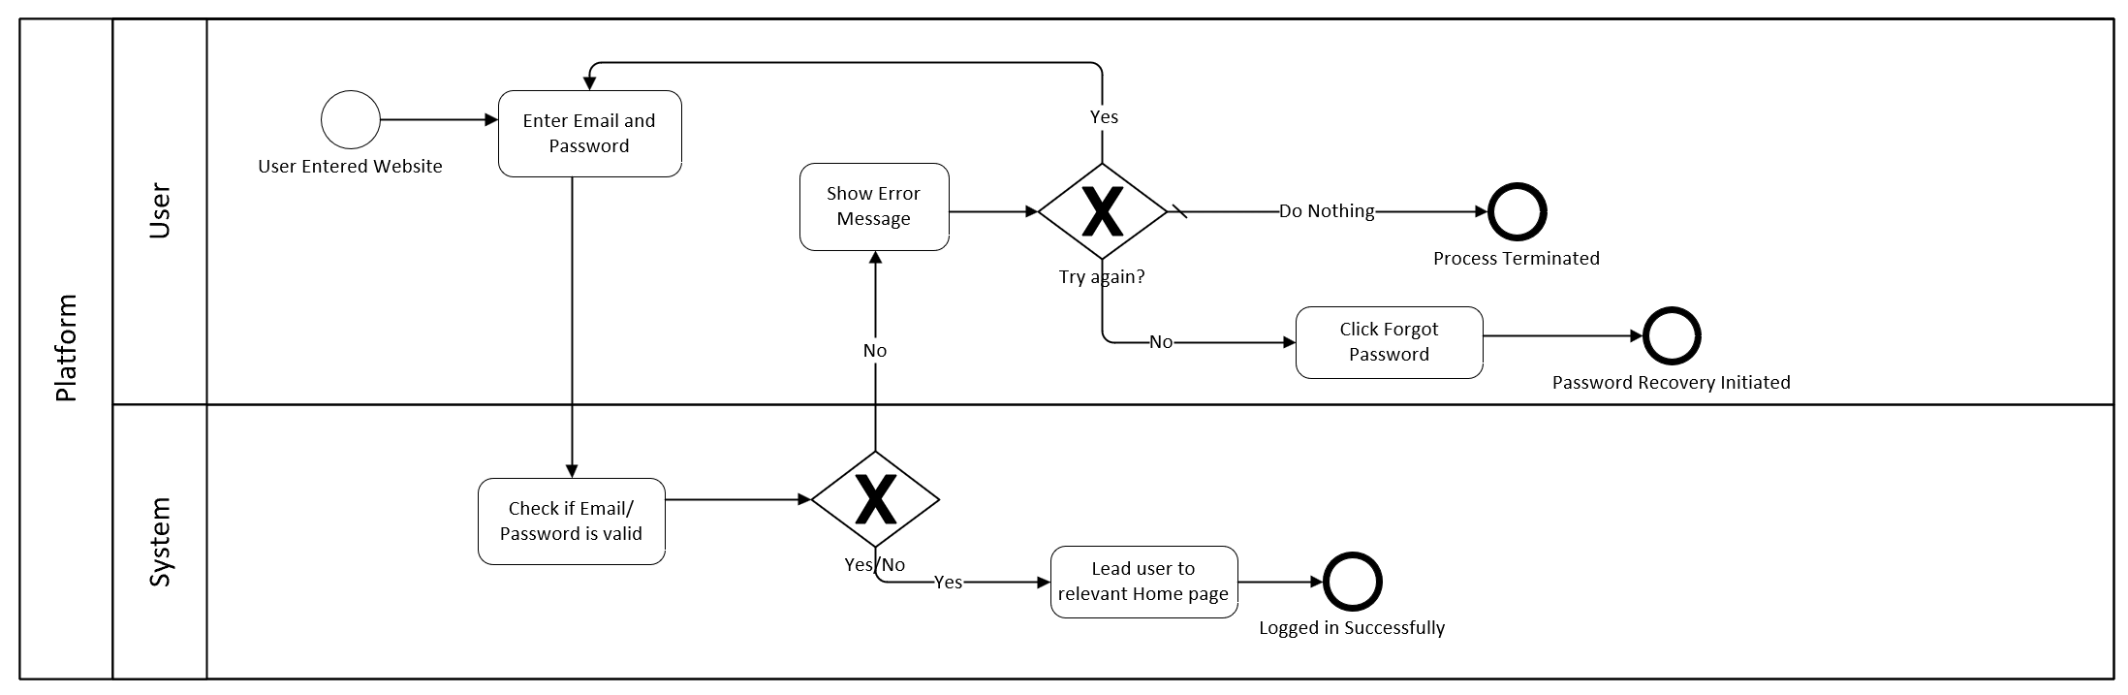 Platform
User
System
User Entered Website
Enter Email and
Password
Yes
Show Error
Message
Try again?
Do Nothing
Process Terminated
No
Click Forgot
Password
Password Recovery Initiated
No
Check if Email/
Password is valid
Yes/No
Yes
Lead user to
relevant Home page
Logged in Successfully